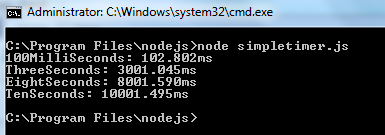 Administrator: C:\Windows\system32\cmd.exe
C:\Program Files\nodejs>node simpletimer.js
100MilliSeconds: 102.802ms
ThreeSeconds: 3001.045ms
EightSeconds: 8001.590ms
TenSeconds: 10001.495ms
C:\Program Files\nodejs>